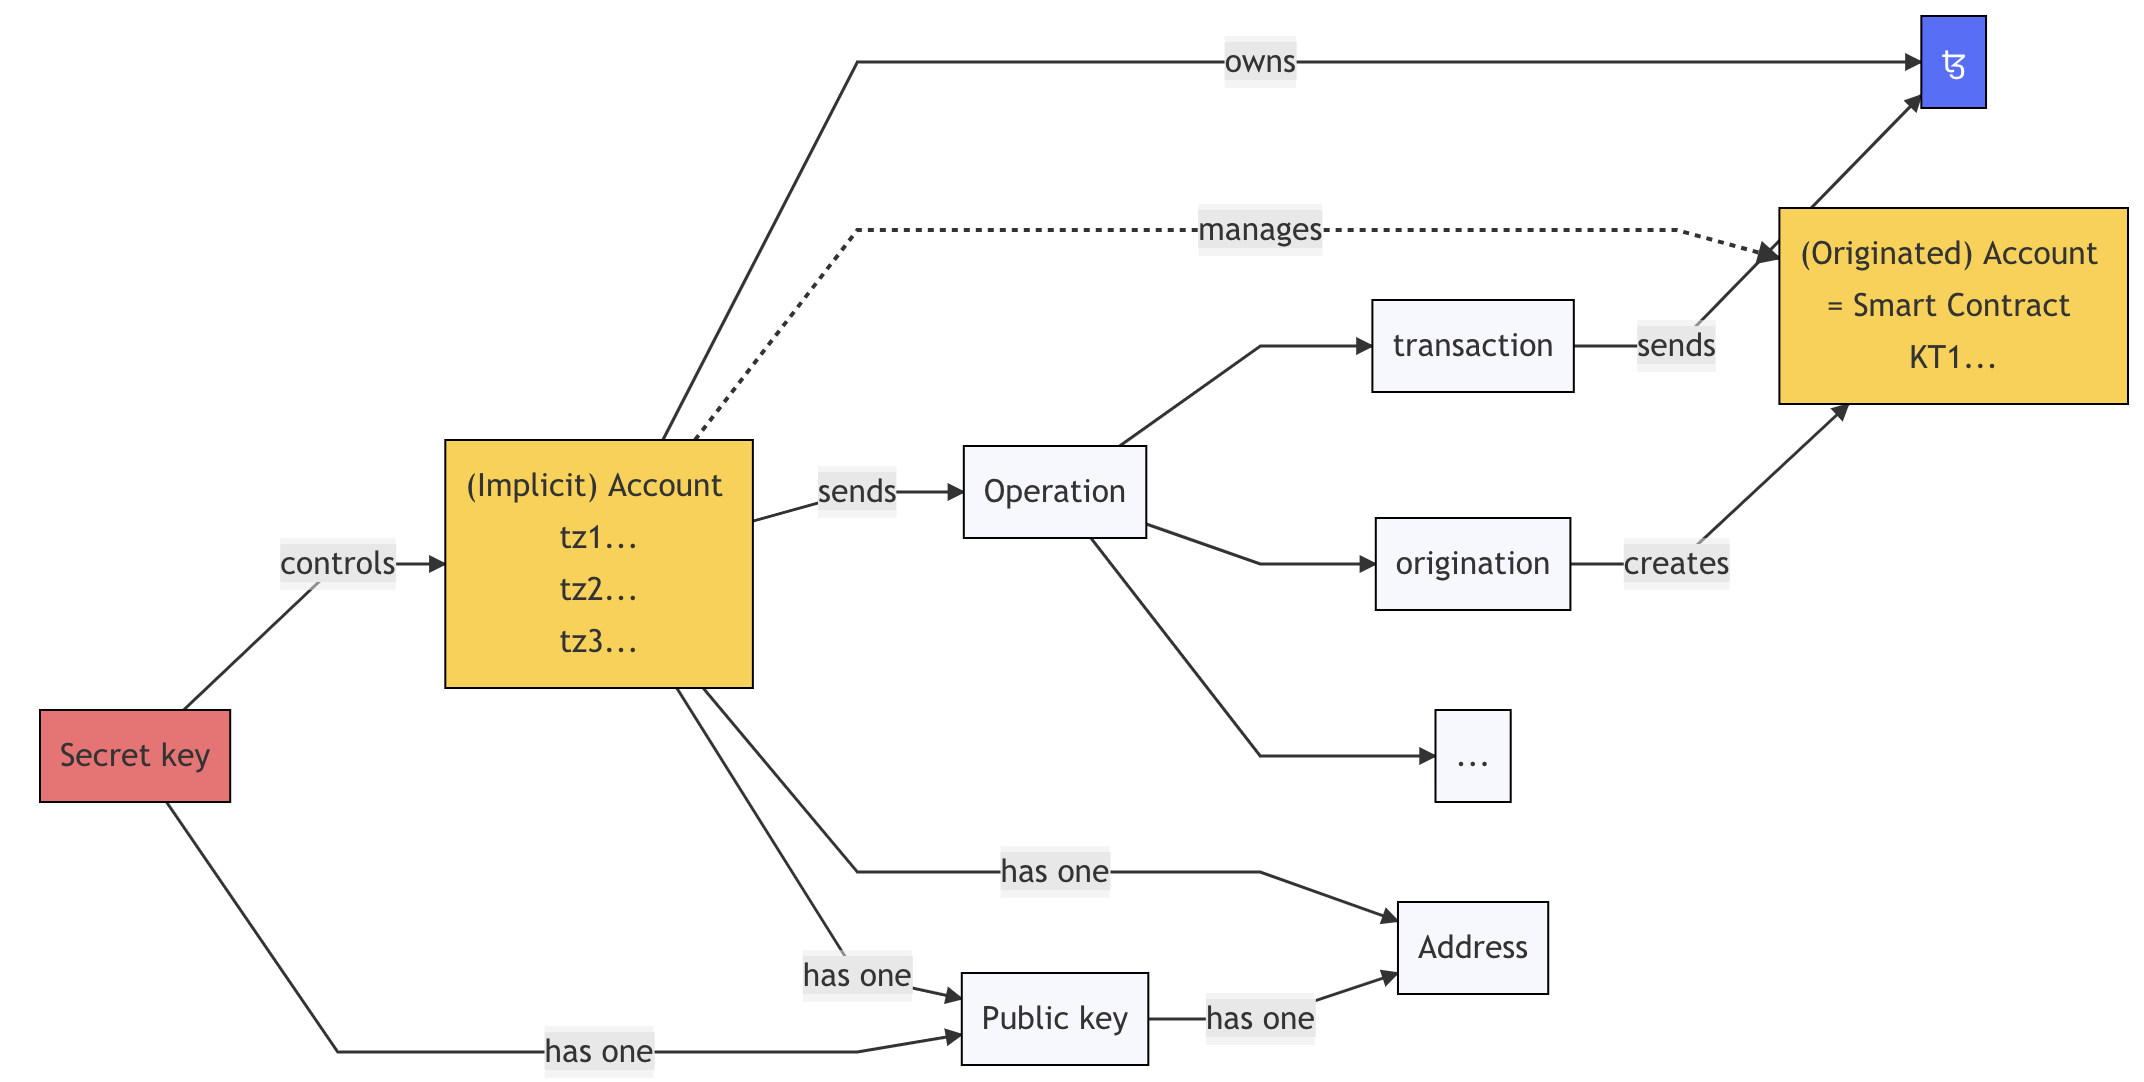 owns
ꜩ
manages
(Originated) Account
= Smart Contract
KT1...
transaction
sends
(Implicit) Account
tz1...
tz2...
tz3...
sends
Operation
controls
origination
creates
Secret key
...
has one
Address
has one
Public key
has one
has one